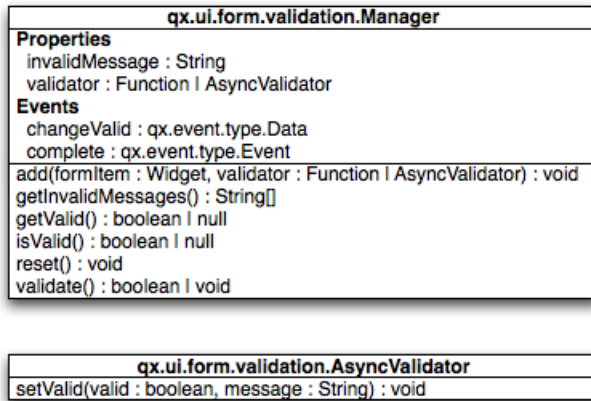 qx.ui.form.validation.Manager
Properties
invalidMessage : String
validator : Function | AsyncValidator
Events
changeValid : qx.event.type.Data
complete : qx.event.type.Event
add(formItem : Widget, validator : Function | AsyncValidator) : void
getInvalidMessages() : String[]
getValid() : boolean | null
isValid() : boolean | null
reset() : void
validate() : boolean | void
qx.ui.form.validation.AsyncValidator
setValid(valid : boolean, message : String) : void